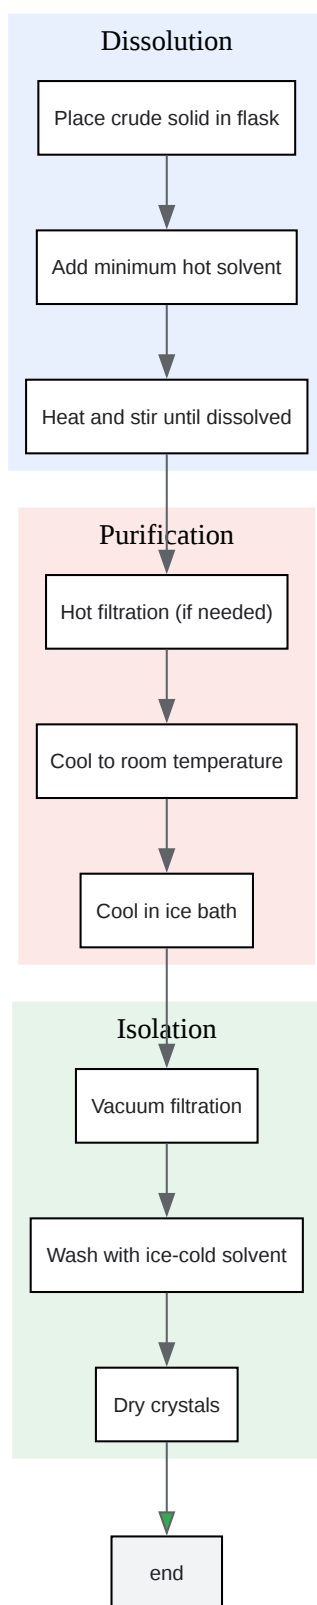 Dissolution
Place crude solid in flask
Add minimum hot solvent
Heat and stir until dissolved
Purification
Hot filtration (if needed)
Cool to room temperature
Cool in ice bath
Isolation
Vacuum filtration
Wash with ice-cold solvent
Dry crystals
end